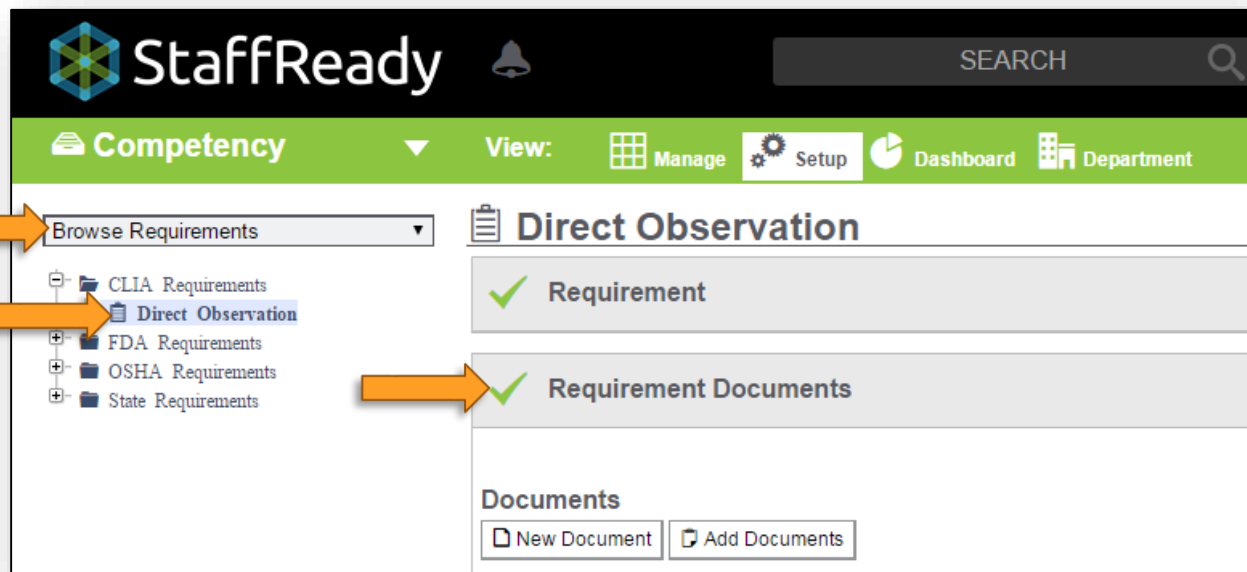 StaffReady
SEARCH
Competency
View:
Manage
Setup
Dashboard
Department
Browse Requirements
CLIA Requirements
Direct Observation
FDA Requirements
OSHA Requirements
State Requirements
Direct Observation
Requirement
Requirement Documents
Documents
New Document
Add Documents